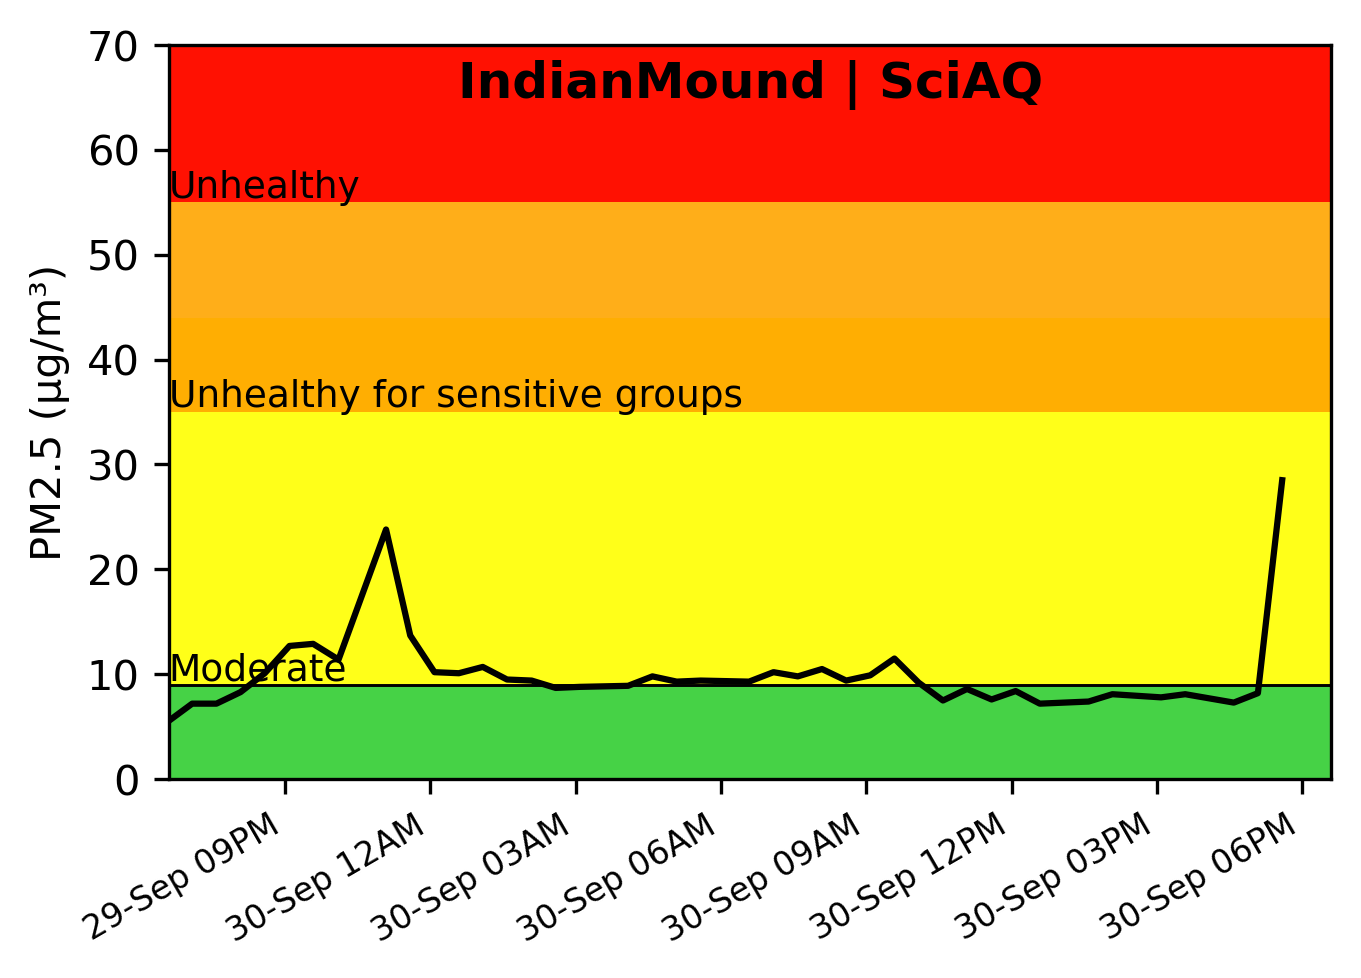 IndianMound | SciAQ
PM2.5 (µg/m³)
70
60
50
40
30
20
10
0
Unhealthy
Unhealthy for sensitive groups
Moderate
29-Sep 09PM
30-Sep 12AM
30-Sep 03AM
30-Sep 06AM
30-Sep 09AM
30-Sep 12PM
30-Sep 03PM
30-Sep 06PM